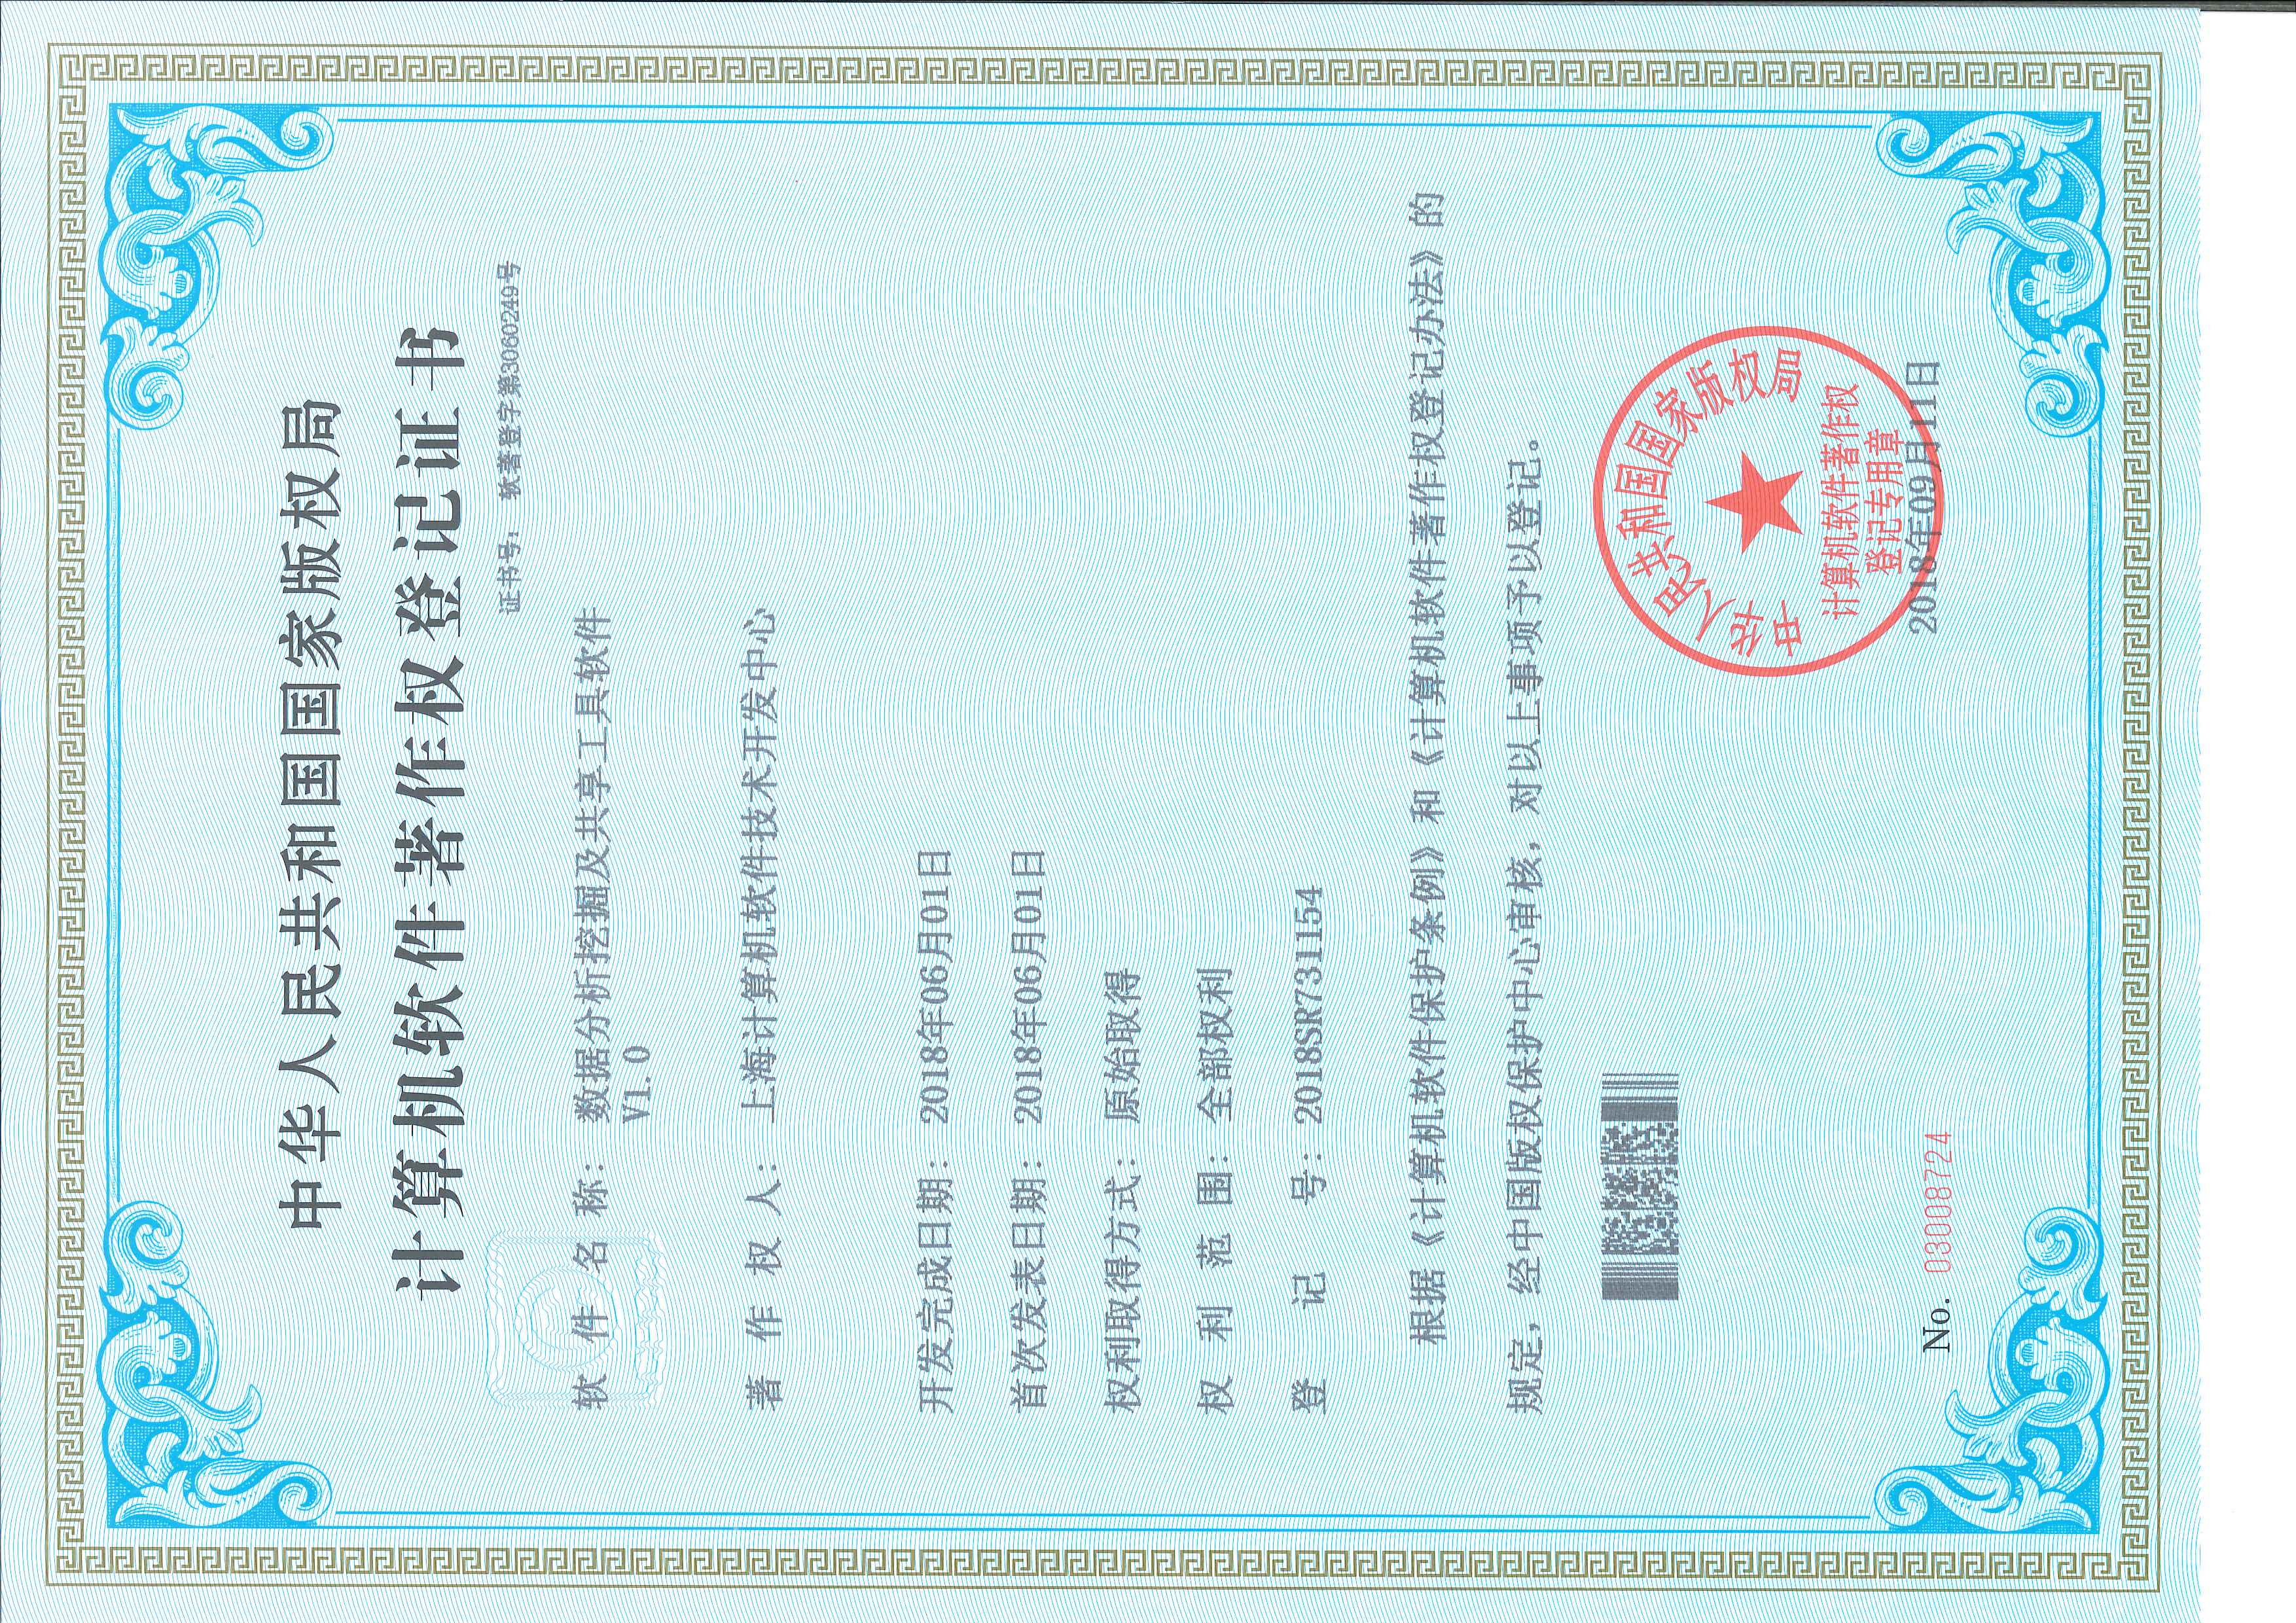 中华人民共和国国家版权局
计算机软件著作权登记证书
证书号： 软著登字第3060249号
软件名称： 数据分析挖掘及共享工具软件
V1.0
著作权人： 上海计算机软件技术开发中心
开发完成日期： 2018年06月01日
首次发表日期： 2018年06月01日
权利取得方式： 原始取得
权利范围： 全部权利
登记号： 2018SR731154
根据《计算机软件保护条例》和《计算机软件著作权登记办法》的
规定，经中国版权保护中心审核，对以上事项予以登记。
中华人民共和国国家版权局
计算机软件著作权
登记专用章
No. 03008724
2018年09月11日